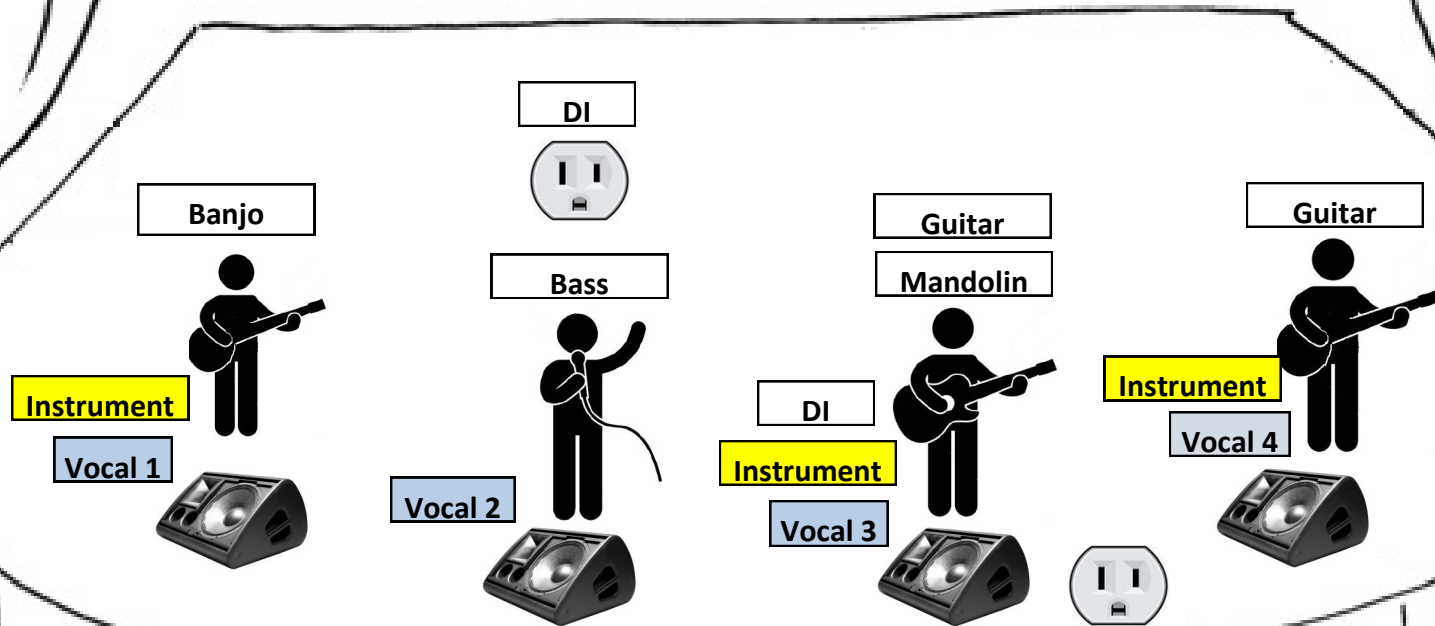 DI
Banjo
Guitar
Guitar
Bass
Mandolin
Instrument
DI
Instrument
Vocal 1
Instrument
Vocal 4
Vocal 2
Vocal 3